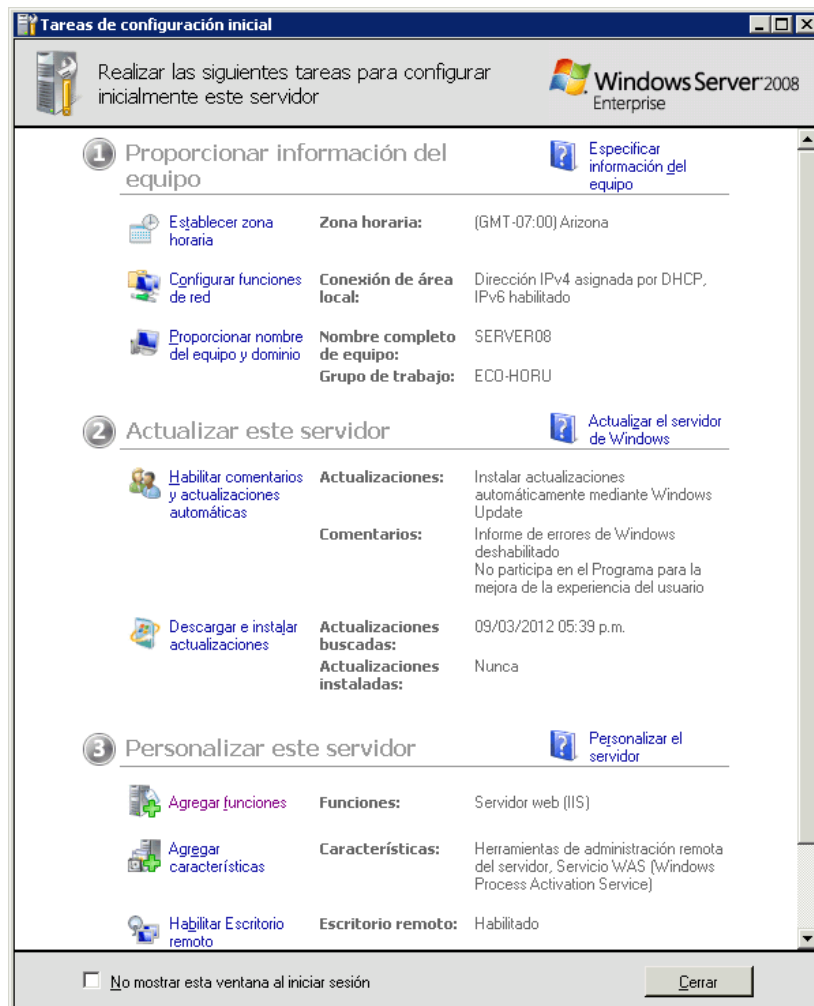 Tareas de configuración inicial
Realizar las siguientes tareas para configurar
inicialmente este servidor
Windows Server 2008
Enterprise
1 Proporcionar información del
equipo
Especificar
información del
equipo
Establecer zona
horaria
Zona horaria:
(GMT-07:00) Arizona
Configurar funciones
de red
Conexión de área
local:
Dirección IPv4 asignada por DHCP,
IPv6 habilitado
Proporcionar nombre
del equipo y dominio
Nombre completo
de equipo:
SERVER08
Grupo de trabajo:
ECO-HORU
2 Actualizar este servidor
Actualizar el servidor
de Windows
Habilitar comentarios
y actualizaciones
automáticas
Actualizaciones:
Instalar actualizaciones
automáticamente mediante Windows
Update
Comentarios:
Informe de errores de Windows
deshabilitado
No participa en el Programa para la
mejora de la experiencia del usuario
Descargar e instalar
actualizaciones
Actualizaciones
buscadas:
09/03/2012 05:39 p.m.
Actualizaciones
instaladas:
Nunca
3 Personalizar este servidor
Personalizar el
servidor
Agregar funciones
Funciones:
Servidor web (IIS)
Agregar
características
Características:
Herramientas de administración remota
del servidor, Servicio WAS (Windows
Process Activation Service)
Habilitar Escritorio
remoto
Escritorio remoto:
Habilitado
No mostrar esta ventana al iniciar sesión
Cerrar